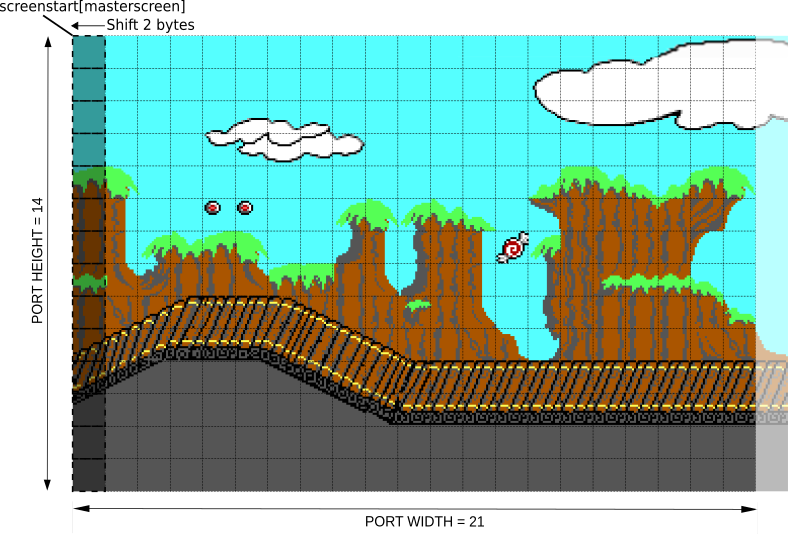 screenstart[masterscreen]
Shift 2 bytes
PORT HEIGHT = 14
PORT WIDTH = 21